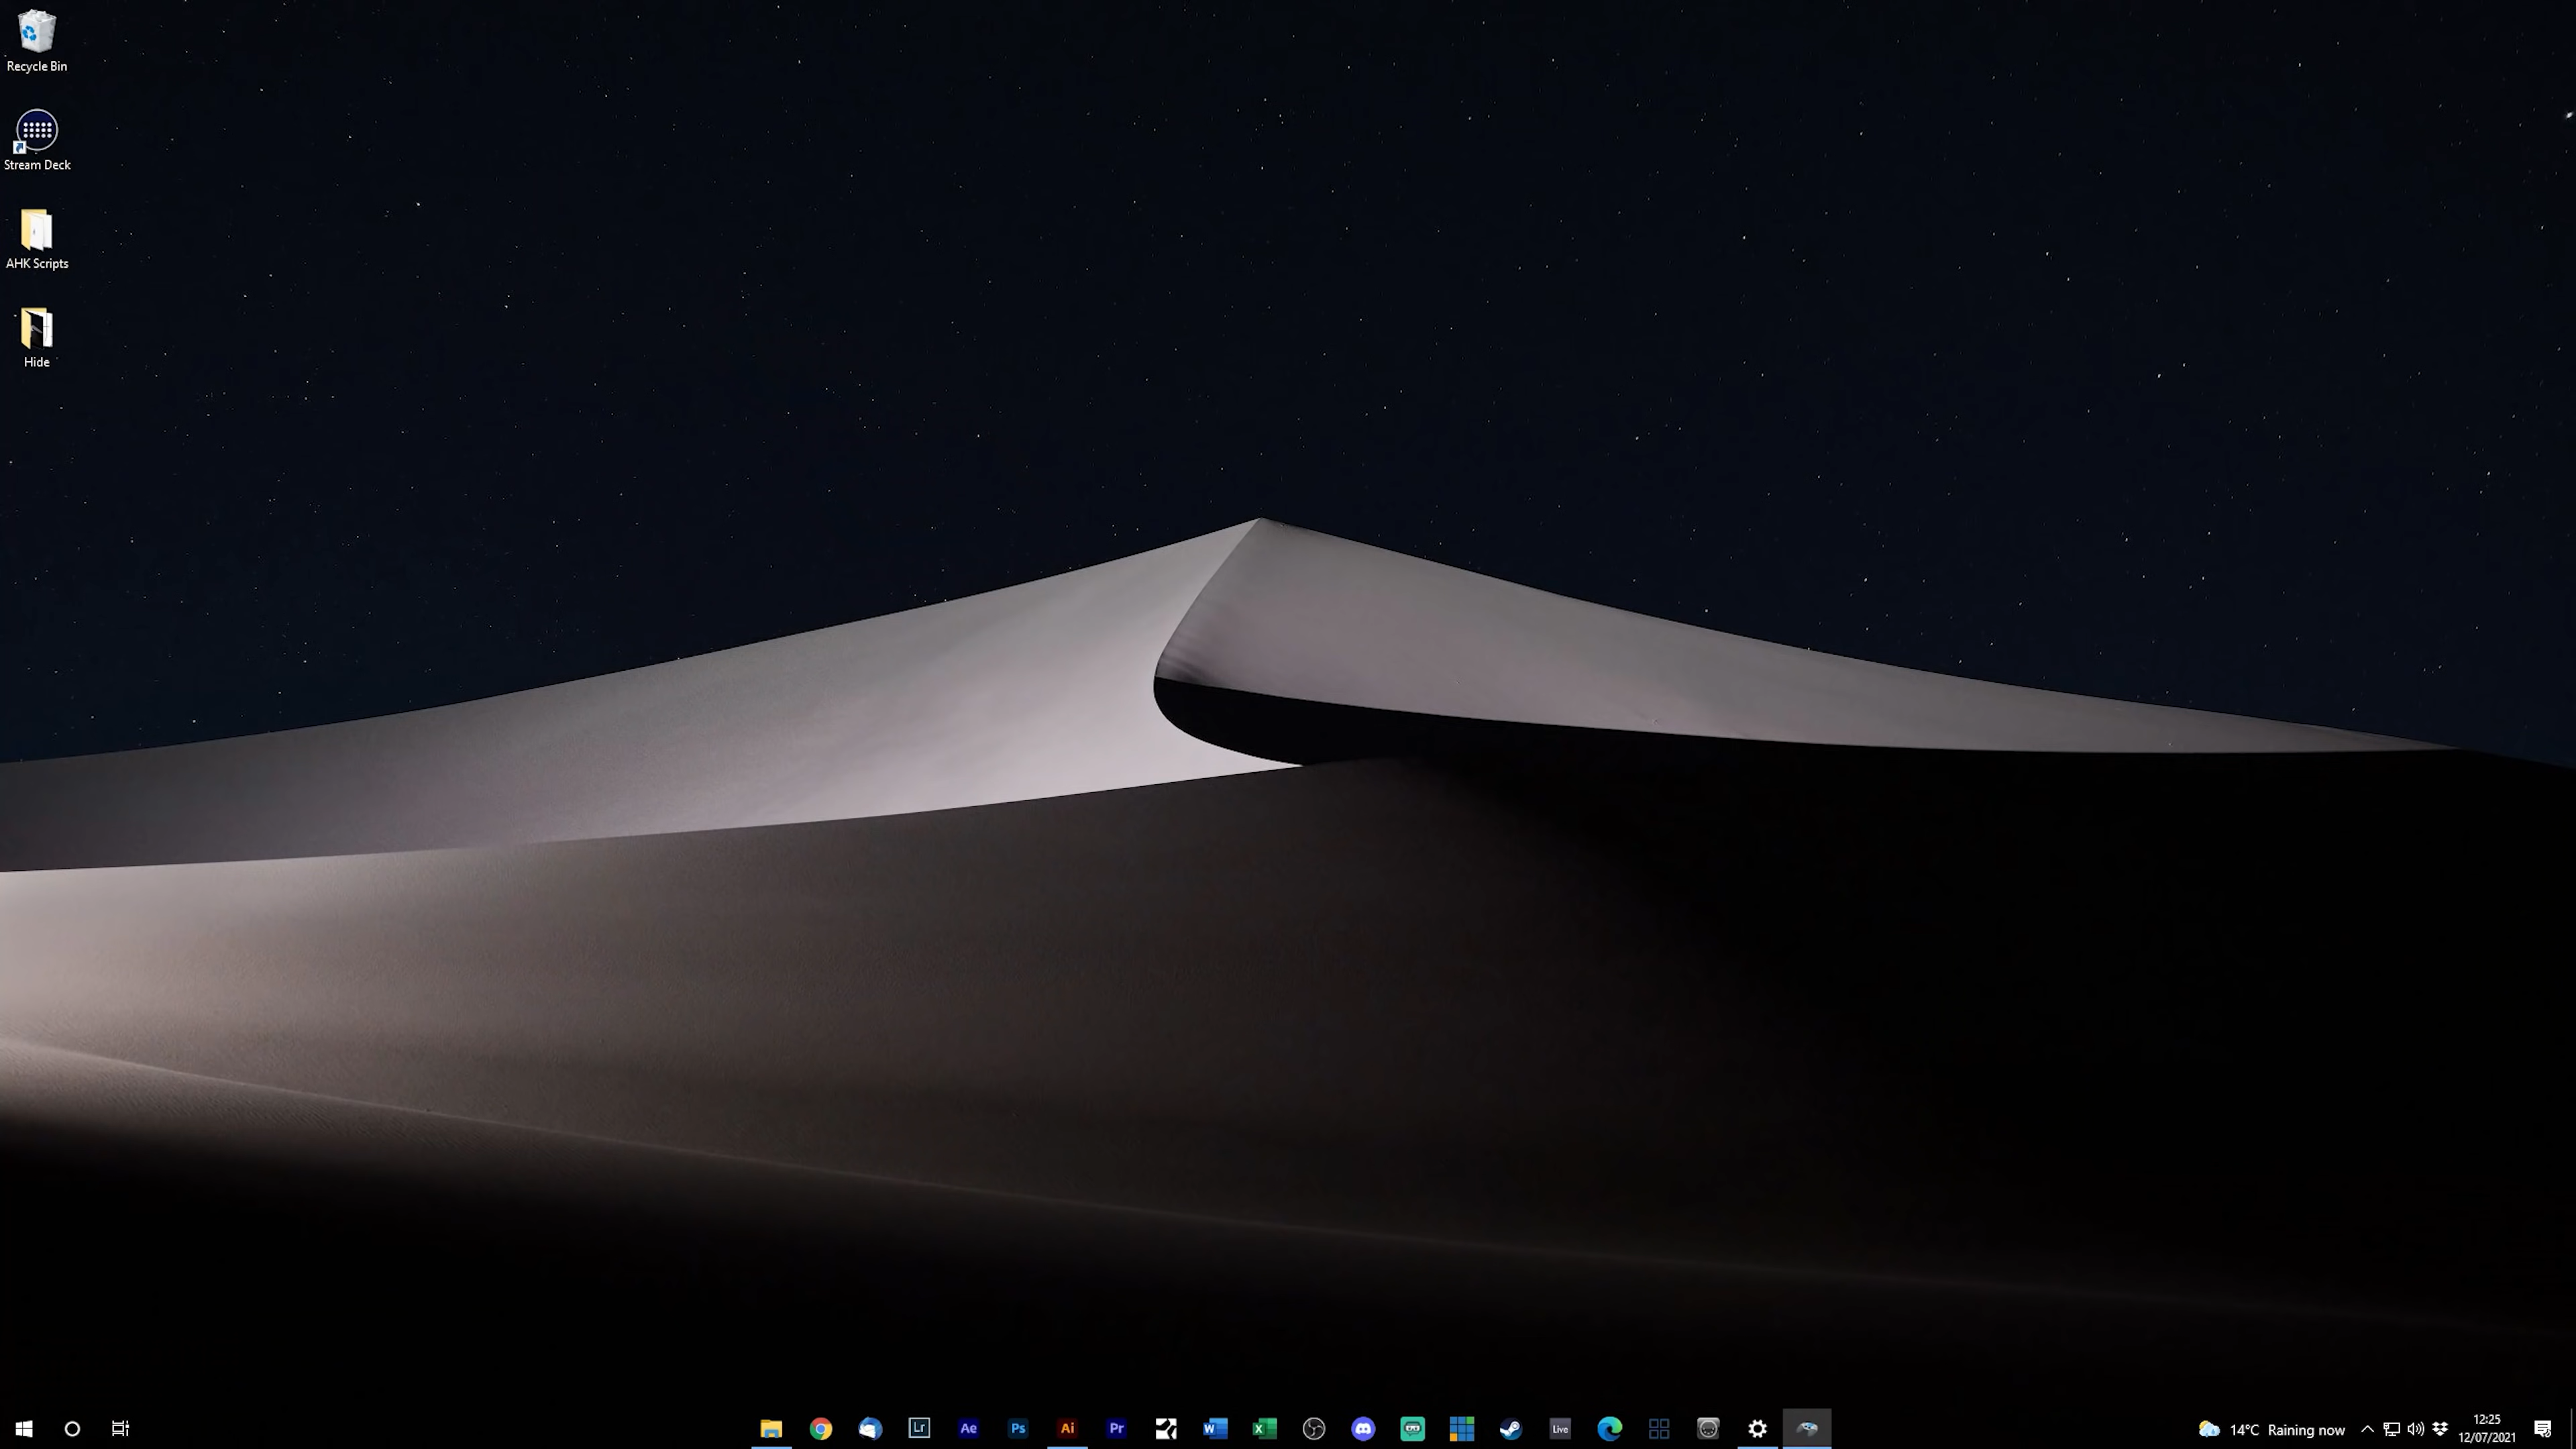 Recycle Bin
Stream Deck
AHK Scripts
Hide
Lr
Ae
Ps
Ai
Pr
W
X
Live
14°C Raining now
12:25
12/07/2021